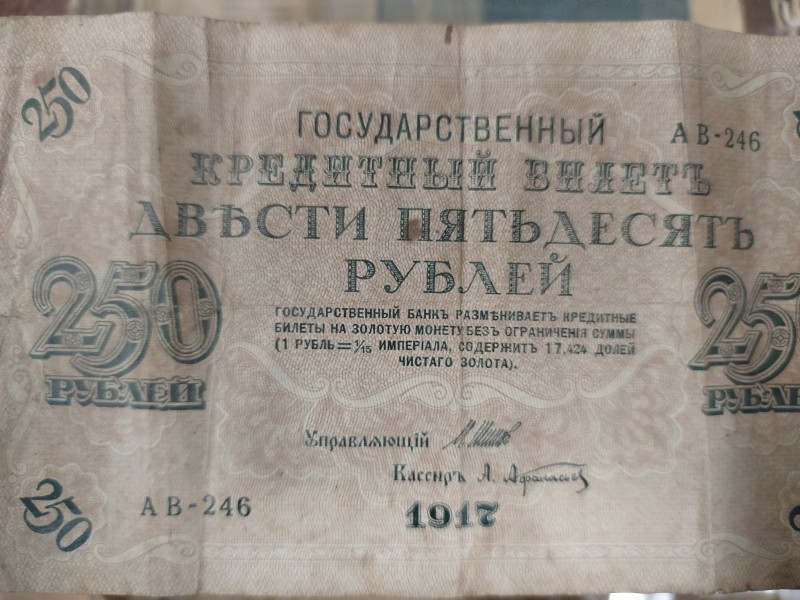 250
ГОСУДАРСТВЕННЫЙ
АВ-246
КРЕДИТНЫЙ БИЛЕТЪ
ДВѢСТИ ПЯТЬДЕСЯТЪ
РУБЛЕЙ
250
РУБЛЕЙ
ГОСУДАРСТВЕННЫЙ БАНКЪ РАЗМѢНИВАЕТЪ КРЕДИТНЫЕ
БИЛЕТЫ НА ЗОЛОТУЮ МОНЕТУ БЕЗЪ ОГРАНИЧЕНІЯ СУММЫ
(1 РУБЛЬ = 1/15 ИМПЕРІАЛА, СОДЕРЖИТЪ 17,424 ДОЛЕЙ
ЧИСТАГО ЗОЛОТА).
25
РУБЛЕ
Управляющій
Кассиръ А. Афанасьев
250
АВ-246
1917